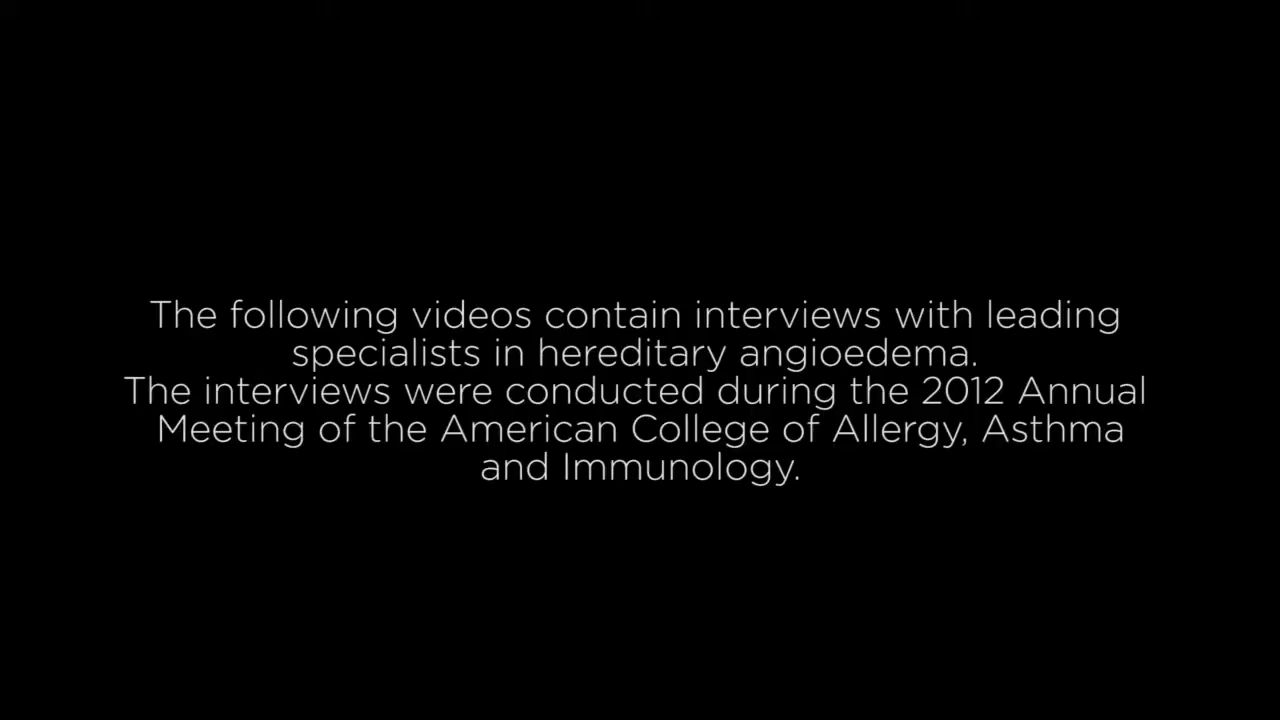 The following videos contain interviews with leading
specialists in hereditary angioedema.
The interviews were conducted during the 2012 Annual
Meeting of the American College of Allergy, Asthma
and Immunology.